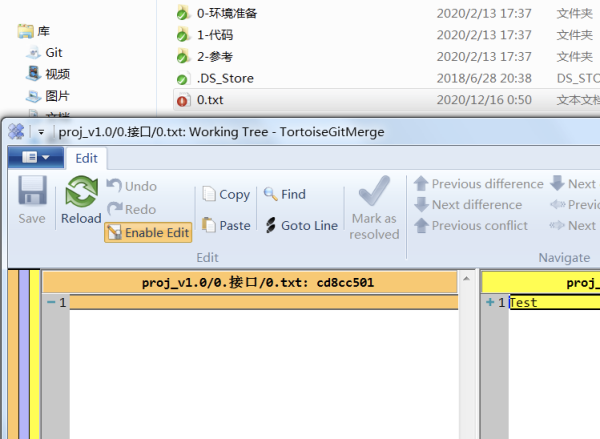 库
Git
视频
图片
0-环境准备 2020/2/13 17:37 文件夹
1-代码 2020/2/13 17:37 文件夹
2-参考 2020/2/13 17:37 文件夹
.DS_Store 2018/6/28 20:38 DS_STO
0.txt 2020/12/16 0:50 文本文档
proj_v1.0/0.接口/0.txt: Working Tree - TortoiseGitMerge
Edit
Save
Reload
Undo
Redo
Enable Edit
Copy
Paste
Find
Goto Line
Mark as
resolved
Previous difference
Next difference
Previous conflict
Next
Previ
Next
Edit
Navigate
proj_v1.0/0.接口/0.txt: cd8cc501
proj_
1
1 Test